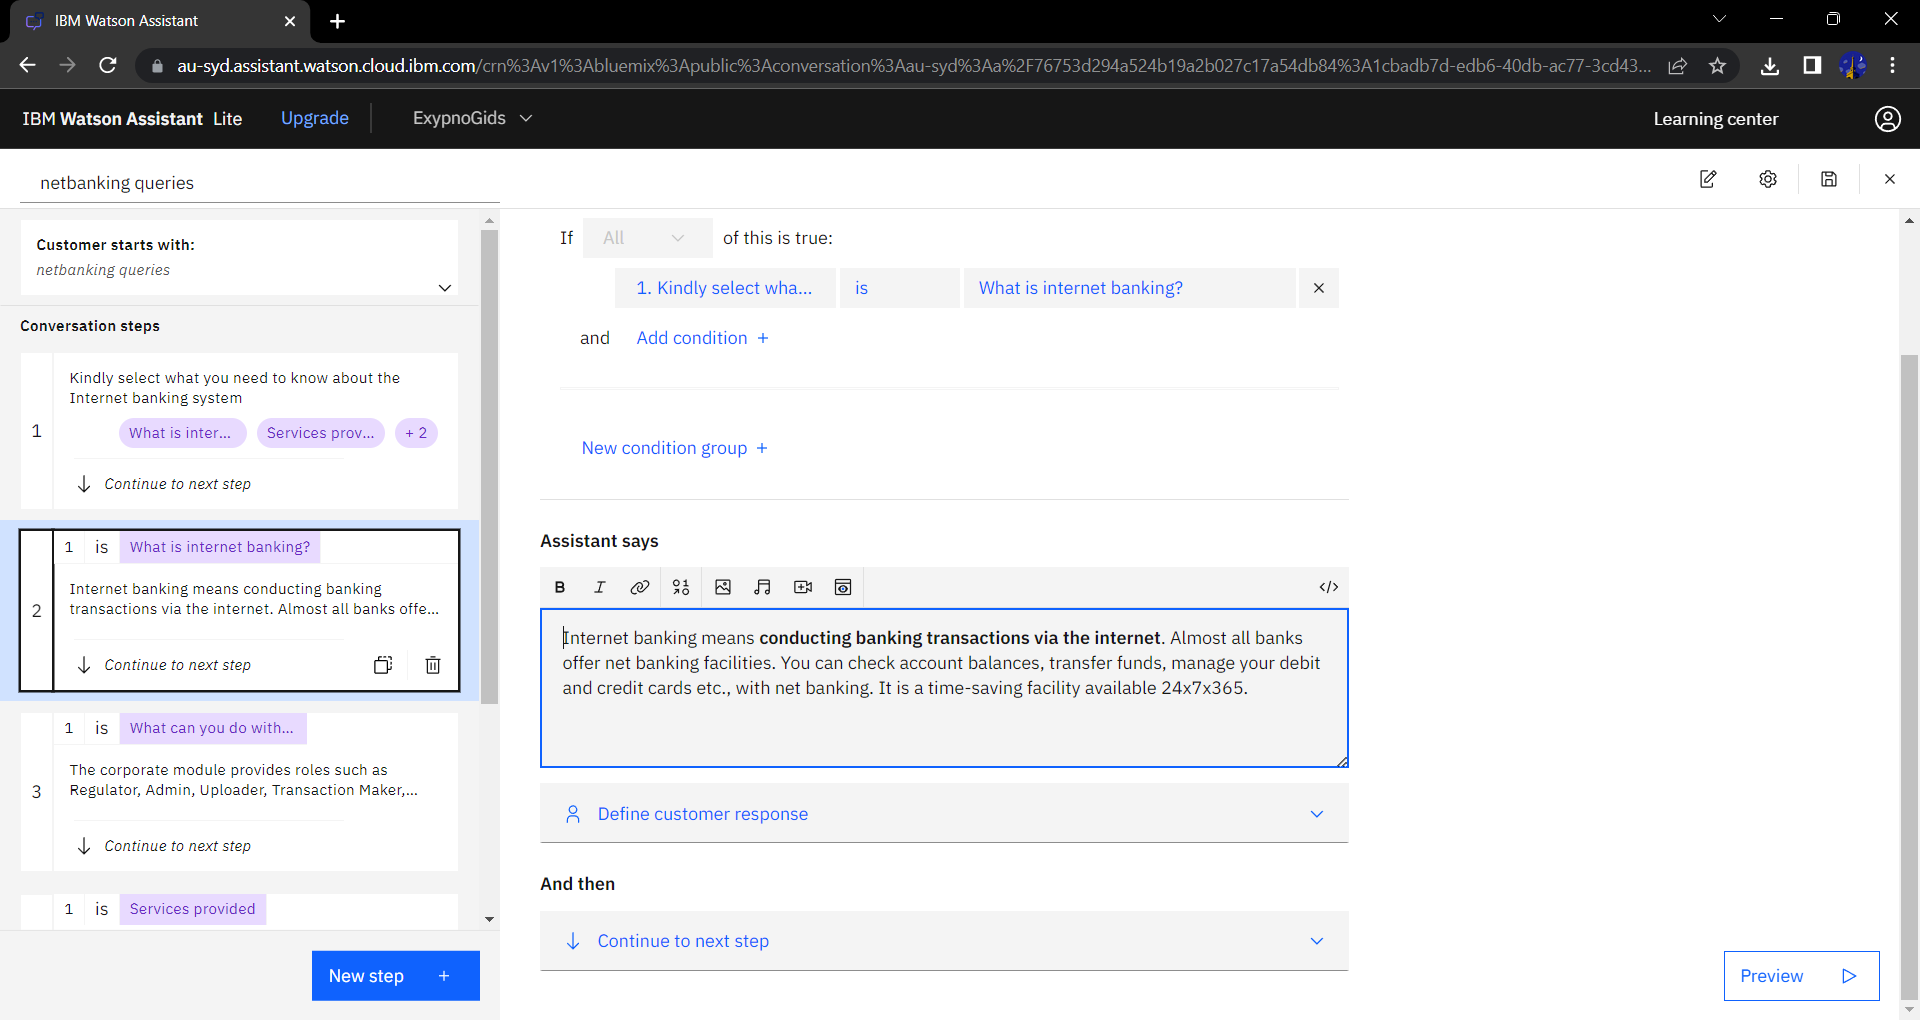 IBM Watson Assistant
au-syd.assistant.watson.cloud.ibm.com/crn%3Av1%3Abluemix%3Apublic%3Aconversation%3Aau-syd%3Aa%2F76753d294a524b19a2b027c17a54db84%3A1cbadb7d-edb6-40db-ac77-3cd43...
IBM Watson Assistant Lite Upgrade ExypnoGids Learning center
netbanking queries
Customer starts with:
netbanking queries
Conversation steps
1
Kindly select what you need to know about the
Internet banking system
What is inter... Services prov... + 2
Continue to next step
2
1 is What is internet banking?
Internet banking means conducting banking
transactions via the internet. Almost all banks offe...
Continue to next step
3
1 is What can you do with...
The corporate module provides roles such as
Regulator, Admin, Uploader, Transaction Maker,...
Continue to next step
1 is Services provided
New step +
If All of this is true:
1. Kindly select wha... is What is internet banking?
and Add condition +
New condition group +
Assistant says
B I </>
Internet banking means conducting banking transactions via the internet. Almost all banks
offer net banking facilities. You can check account balances, transfer funds, manage your debit
and credit cards etc., with net banking. It is a time-saving facility available 24x7x365.
Define customer response
And then
Continue to next step
Preview